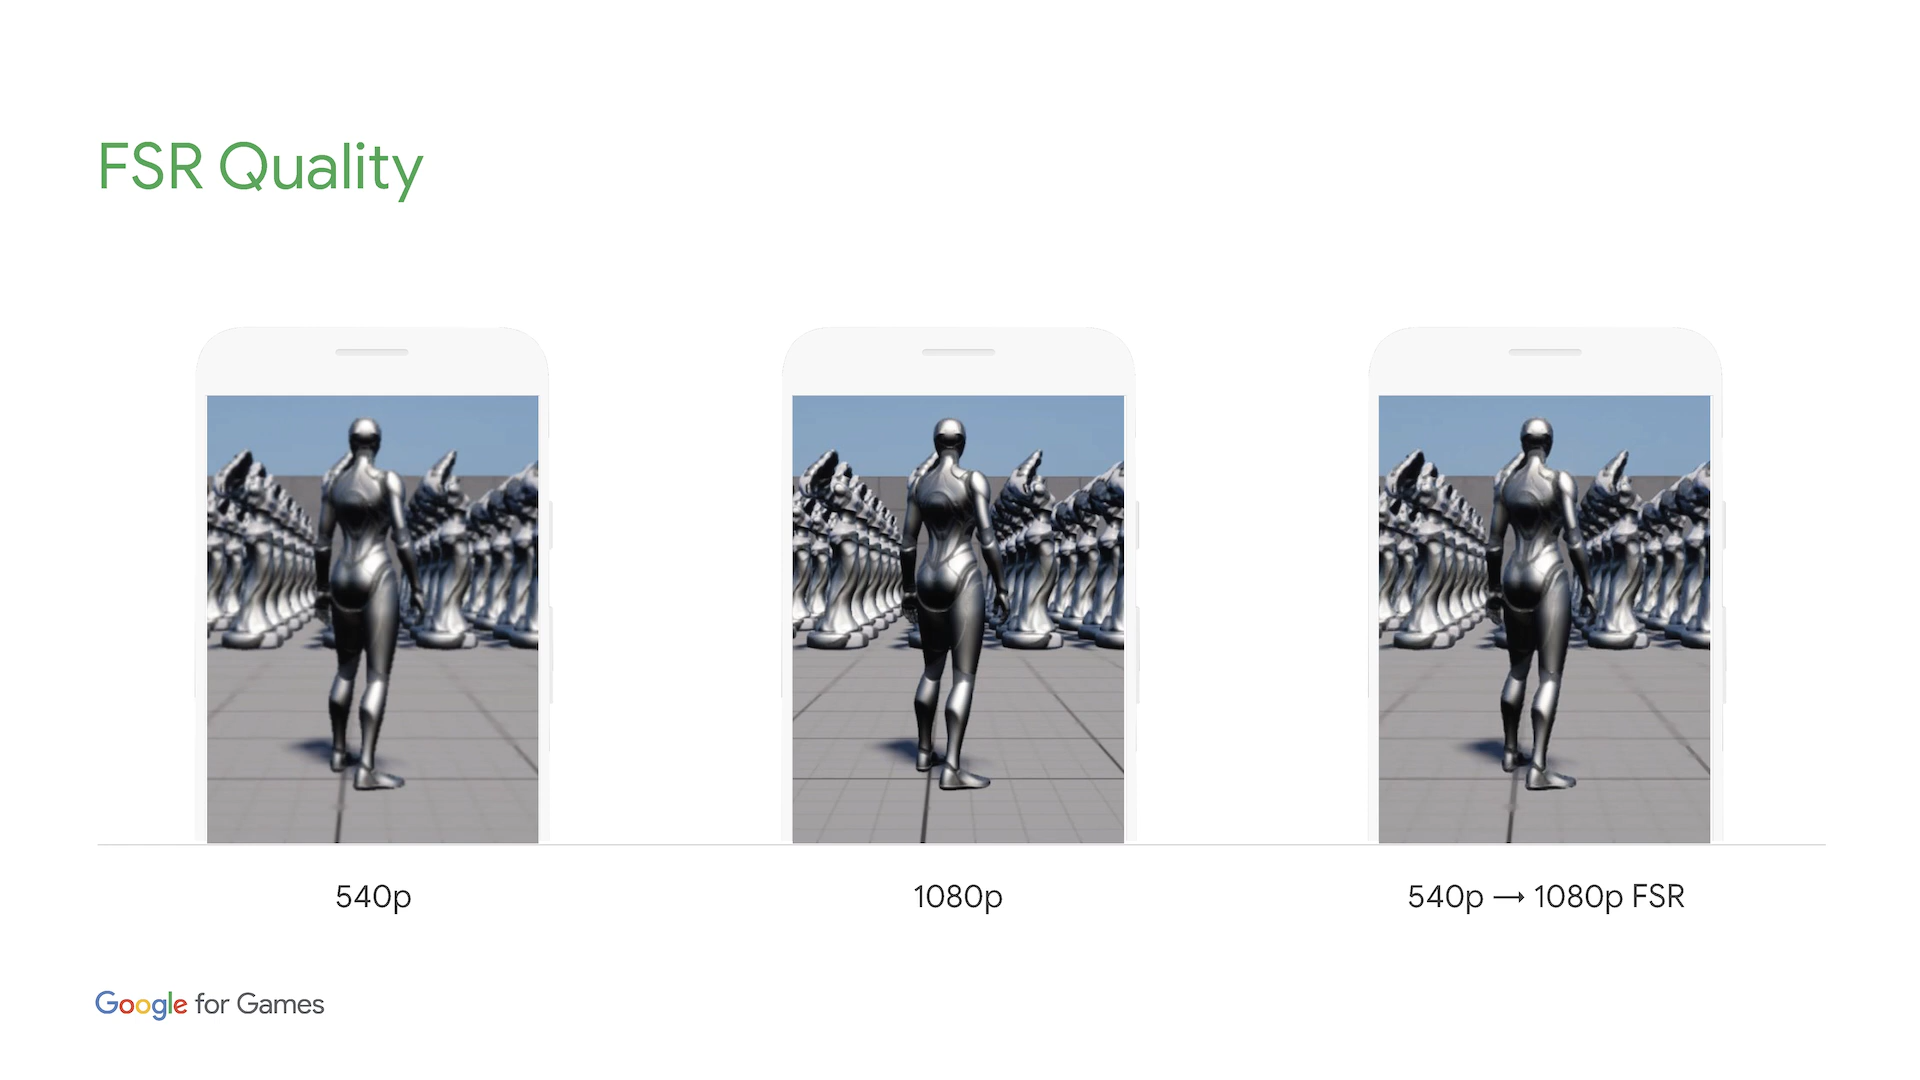 FSR Quality
540p
1080p
540p → 1080p FSR
Google for Games